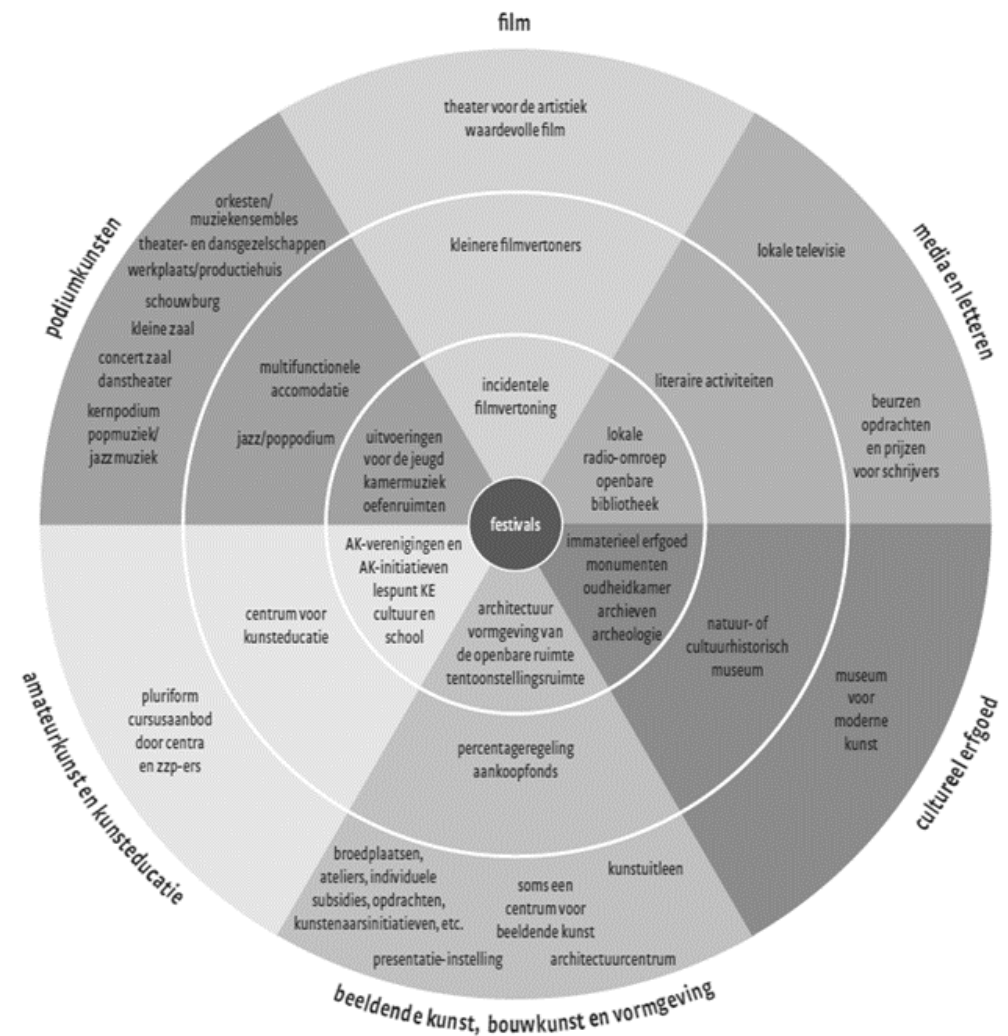 film
theater voor de artistiek
waardevolle film
kleinere filmvertoners
incidentele
filmvertoning
media en letteren
lokale televisie
beurzen
opdrachten
en prijzen
voor schrijvers
literaire activiteiten
lokale
radio-omroep
openbare
bibliotheek
cultureel erfgoed
museum
voor
moderne
kunst
natuur- of
cultuurhistorisch
museum
immaterieel erfgoed
monumenten
oudheidkamer
archieven
archeologie
beeldende kunst, bouwkunst en vormgeving
architectuur
vormgeving van
de openbare ruimte
tentoonstellingsruimte
percentageregeling
aankoopfonds
broedplaatsen,
ateliers, individuele
subsidies, opdrachten,
kunstenaarsinitiatieven, etc.
soms een
centrum voor
beeldende kunst
kunstuitleen
presentatie-instelling
architectuurcentrum
amateurkunst en kunsteducatie
pluriform
cursusaanbod
door centra
en zzp-ers
centrum voor
kunsteducatie
AK-verenigingen en
AK-initiatieven
lespunt KE
cultuur en
school
podiumkunsten
orkesten/
muziekensembles
theater- en dansgezelschappen
werkplaats/productiehuis
schouwburg
kleine zaal
concert zaal
danstheater
kernpodium
popmuziek/
jazzmuziek
multifunctionele
accomodatie
jazz/poppodium
uitvoeringen
voor de jeugd
kamermuziek
oefenruimten
festivals